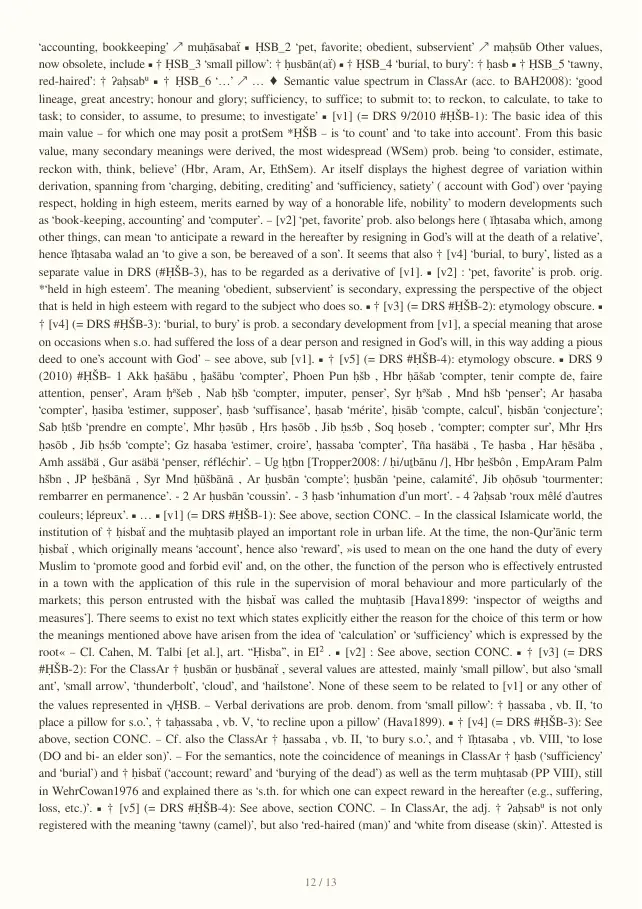 ‘accounting, bookkeeping’ ↗ muḥāsabaẗ ▪ ḤSB_2 ‘pet, favorite; obedient, subservient’ ↗ maḥsūb Other values,
now obsolete, include ▪ † ḤSB_3 ‘small pillow’: † ḥusbān(aẗ) ▪ † ḤSB_4 ‘burial, to bury’: † ḥasb ▪ † ḤSB_5 ‘tawny,
red-haired’: † ʔaḥsabᵘ ▪ † ḤSB_6 ‘…’ ↗ … ♦ Semantic value spectrum in ClassAr (acc. to BAH2008): ‘good
lineage, great ancestry; honour and glory; sufficiency, to suffice; to submit to; to reckon, to calculate, to take to
task; to consider, to assume, to presume; to investigate’ ▪ [v1] (= DRS 9/2010 #ḤŠB-1): The basic idea of this
main value – for which one may posit a protSem *ḤŠB – is ‘to count’ and ‘to take into account’. From this basic
value, many secondary meanings were derived, the most widespread (WSem) prob. being ‘to consider, estimate,
reckon with, think, believe’ (Hbr, Aram, Ar, EthSem). Ar itself displays the highest degree of variation within
derivation, spanning from ‘charging, debiting, crediting’ and ‘sufficiency, satiety’ ( account with God’) over ‘paying
respect, holding in high esteem, merits earned by way of a honorable life, nobility’ to modern developments such
as ‘book-keeping, accounting’ and ‘computer’. – [v2] ‘pet, favorite’ prob. also belongs here ( ĭḥtasaba which, among
other things, can mean ‘to anticipate a reward in the hereafter by resigning in God’s will at the death of a relative’,
hence ĭḥtasaba walad an ‘to give a son, be bereaved of a son’. It seems that also † [v4] ‘burial, to bury’, listed as a
separate value in DRS (#ḤŠB-3), has to be regarded as a derivative of [v1]. ▪ [v2] : ‘pet, favorite’ is prob. orig.
*‘held in high esteem’. The meaning ‘obedient, subservient’ is secondary, expressing the perspective of the object
that is held in high esteem with regard to the subject who does so. ▪ † [v3] (= DRS #ḤŠB-2): etymology obscure. ▪
† [v4] (= DRS #ḤŠB-3): ‘burial, to bury’ is prob. a secondary development from [v1], a special meaning that arose
on occasions when s.o. had suffered the loss of a dear person and resigned in God’s will, in this way adding a pious
deed to one’s account with God’ – see above, sub [v1]. ▪ † [v5] (= DRS #ḤŠB-4): etymology obscure. ▪ DRS 9
(2010) #ḤŠB- 1 Akk ḫašābu , ḫašābu ‘compter’, Phoen Pun ḥšb , Hbr ḥāšab ‘compter, tenir compte de, faire
attention, penser’, Aram ḥᵃšeb , Nab ḥšb ‘compter, imputer, penser’, Syr ḥᵃšab , Mnd hšb ‘penser’; Ar ḥasaba
‘compter’, ḥasiba ‘estimer, supposer’, ḥasb ‘suffisance’, ḥasab ‘mérite’, ḥisāb ‘compte, calcul’, ḥisbān ‘conjecture’;
Sab ḥtšb ‘prendre en compte’, Mhr ḥəsūb , Hrs ḥəsōb , Jib ḥsɔb , Soq ḥoseb , ‘compter; compter sur’, Mhr Ḥrs
ḥəsōb , Jib ḥsɔ́b ‘compte’; Gz hasaba ‘estimer, croire’, ḥassaba ‘compter’, Tña hasäbä , Te ḥasba , Har ḥēsäba ,
Amh assäbä , Gur asäbä ‘penser, réfléchir’. – Ug ḥṯbn [Tropper2008: / ḥi/uṯbānu /], Hbr ḥešbôn , EmpAram Palm
hšbn , JP ḥešbānā , Syr Mnd ḥūšbānā , Ar ḥusbān ‘compte’; ḥusbān ‘peine, calamité’, Jib oḥōsub ‘tourmenter;
rembarrer en permanence’. - 2 Ar ḥusbān ‘coussin’. - 3 ḥasb ‘inhumation d’un mort’. - 4 ʔaḥsab ‘roux mêlé d’autres
couleurs; lépreux’. ▪ … ▪ [v1] (= DRS #ḤŠB-1): See above, section CONC. – In the classical Islamicate world, the
institution of † ḥisbaẗ and the muḥtasib played an important role in urban life. At the time, the non-Qur’ānic term
ḥisbaẗ , which originally means ‘account’, hence also ‘reward’, »is used to mean on the one hand the duty of every
Muslim to ‘promote good and forbid evil’ and, on the other, the function of the person who is effectively entrusted
in a town with the application of this rule in the supervision of moral behaviour and more particularly of the
markets; this person entrusted with the ḥisbaẗ was called the muḥtasib [Hava1899: ‘inspector of weigths and
measures’]. There seems to exist no text which states explicitly either the reason for the choice of this term or how
the meanings mentioned above have arisen from the idea of ‘calculation’ or ‘sufficiency’ which is expressed by the
root« – Cl. Cahen, M. Talbi [et al.], art. “Ḥisba”, in EI² . ▪ [v2] : See above, section CONC. ▪ † [v3] (= DRS
#ḤŠB-2): For the ClassAr † ḥusbān or ḥusbānaẗ , several values are attested, mainly ‘small pillow’, but also ‘small
ant’, ‘small arrow’, ‘thunderbolt’, ‘cloud’, and ‘hailstone’. None of these seem to be related to [v1] or any other of
the values represented in √ḤSB. – Verbal derivations are prob. denom. from ‘small pillow’: † ḥassaba , vb. II, ‘to
place a pillow for s.o.’, † taḥassaba , vb. V, ‘to recline upon a pillow’ (Hava1899). ▪ † [v4] (= DRS #ḤŠB-3): See
above, section CONC. – Cf. also the ClassAr † ḥassaba , vb. II, ‘to bury s.o.’, and † ĭḥtasaba , vb. VIII, ‘to lose
(DO and bi- an elder son)’. – For the semantics, note the coincidence of meanings in ClassAr † ḥasb (‘sufficiency’
and ‘burial’) and † ḥisbaẗ (‘account; reward’ and ‘burying of the dead’) as well as the term muḥtasab (PP VIII), still
in WehrCowan1976 and explained there as ‘s.th. for which one can expect reward in the hereafter (e.g., suffering,
loss, etc.)’. ▪ † [v5] (= DRS #ḤŠB-4): See above, section CONC. – In ClassAr, the adj. † ʔaḥsabᵘ is not only
registered with the meaning ‘tawny (camel)’, but also ‘red-haired (man)’ and ‘white from disease (skin)’. Attested is
12 / 13